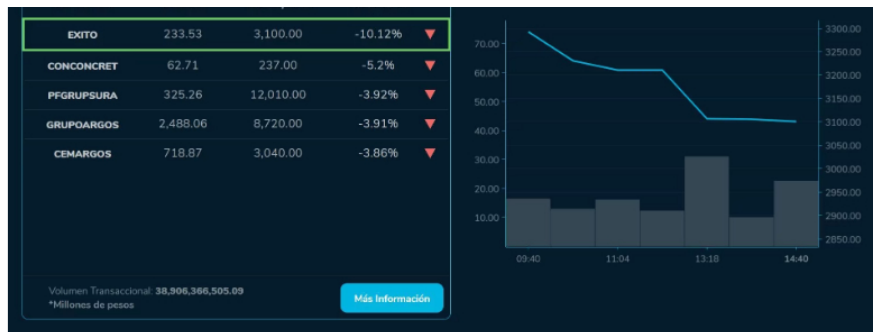 EXITO 233.53 3,100.00 -10.12%
CONCONCRET 62.71 237.00 -5.2%
PFGRUPSURA 325.26 12,010.00 -3.92%
GRUPOARGOS 2,488.06 8,720.00 -3.91%
CEMARGOS 718.87 3,040.00 -3.86%
Volumen Transaccional: 38,906,366,505.09
*Millones de pesos
Más Información
70.00
60.00
50.00
40.00
30.00
20.00
10.00
3300.00
3250.00
3200.00
3150.00
3100.00
3050.00
3000.00
2950.00
2900.00
2850.00
09:40 11:04 13:18 14:40